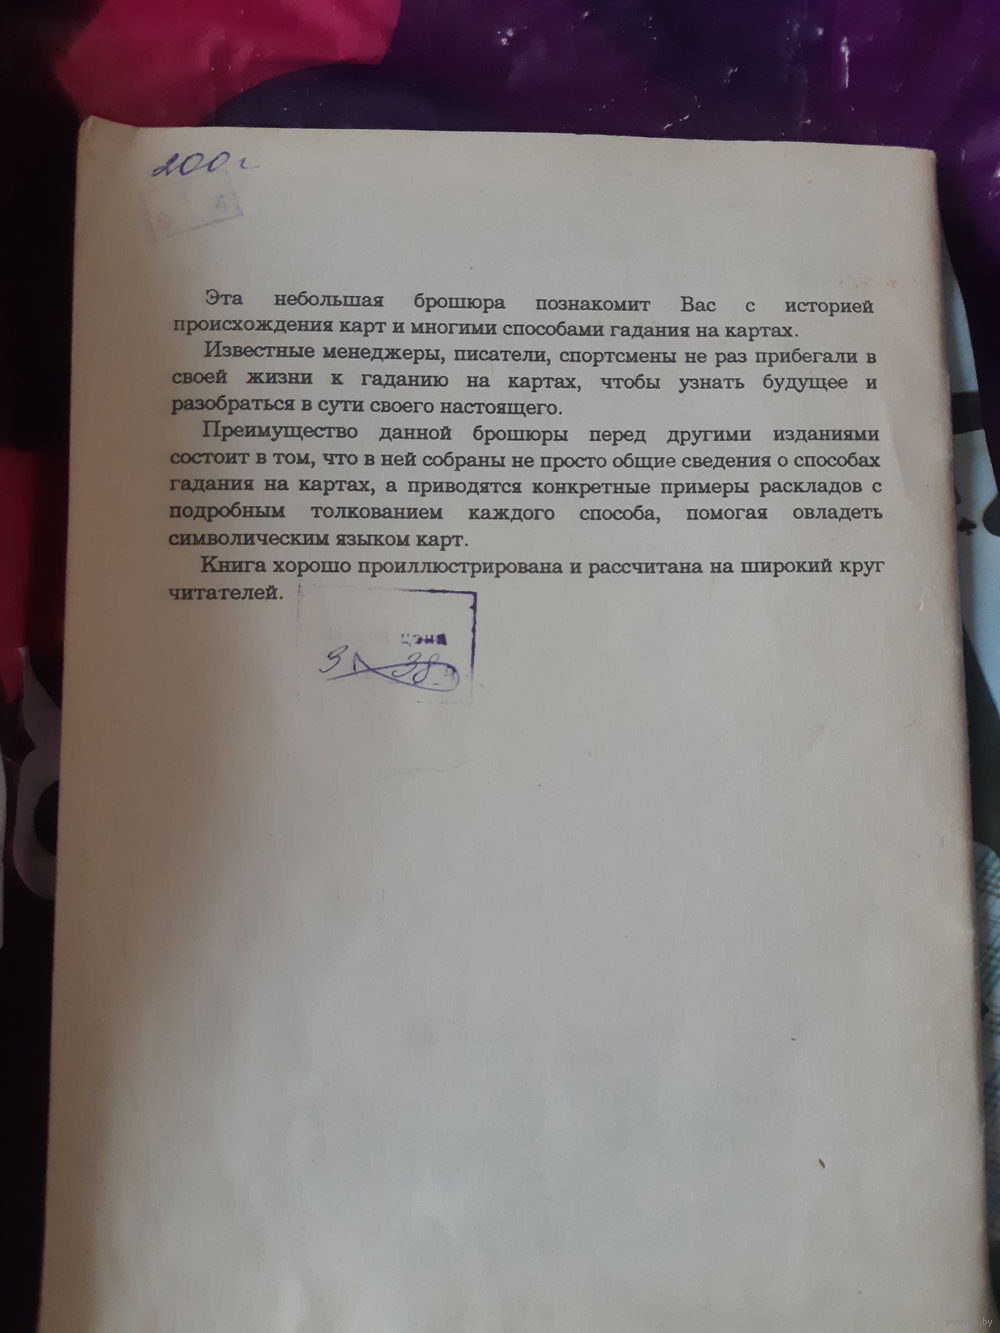 200
Эта небольшая брошюра познакомит Вас с историей
происхождения карт и многими способами гадания на картах.
Известные менеджеры, писатели, спортсмены не раз прибегали в
своей жизни к гаданию на картах, чтобы узнать будущее и
разобраться в сути своего настоящего.
Преимущество данной брошюры перед другими изданиями
состоит в том, что в ней собраны не просто общие сведения о способах
гадания на картах, а приводятся конкретные примеры раскладов с
подробным толкованием каждого способа, помогая овладеть
символическим языком карт.
Книга хорошо проиллюстрирована и рассчитана на широкий круг
читателей.
цэна
38